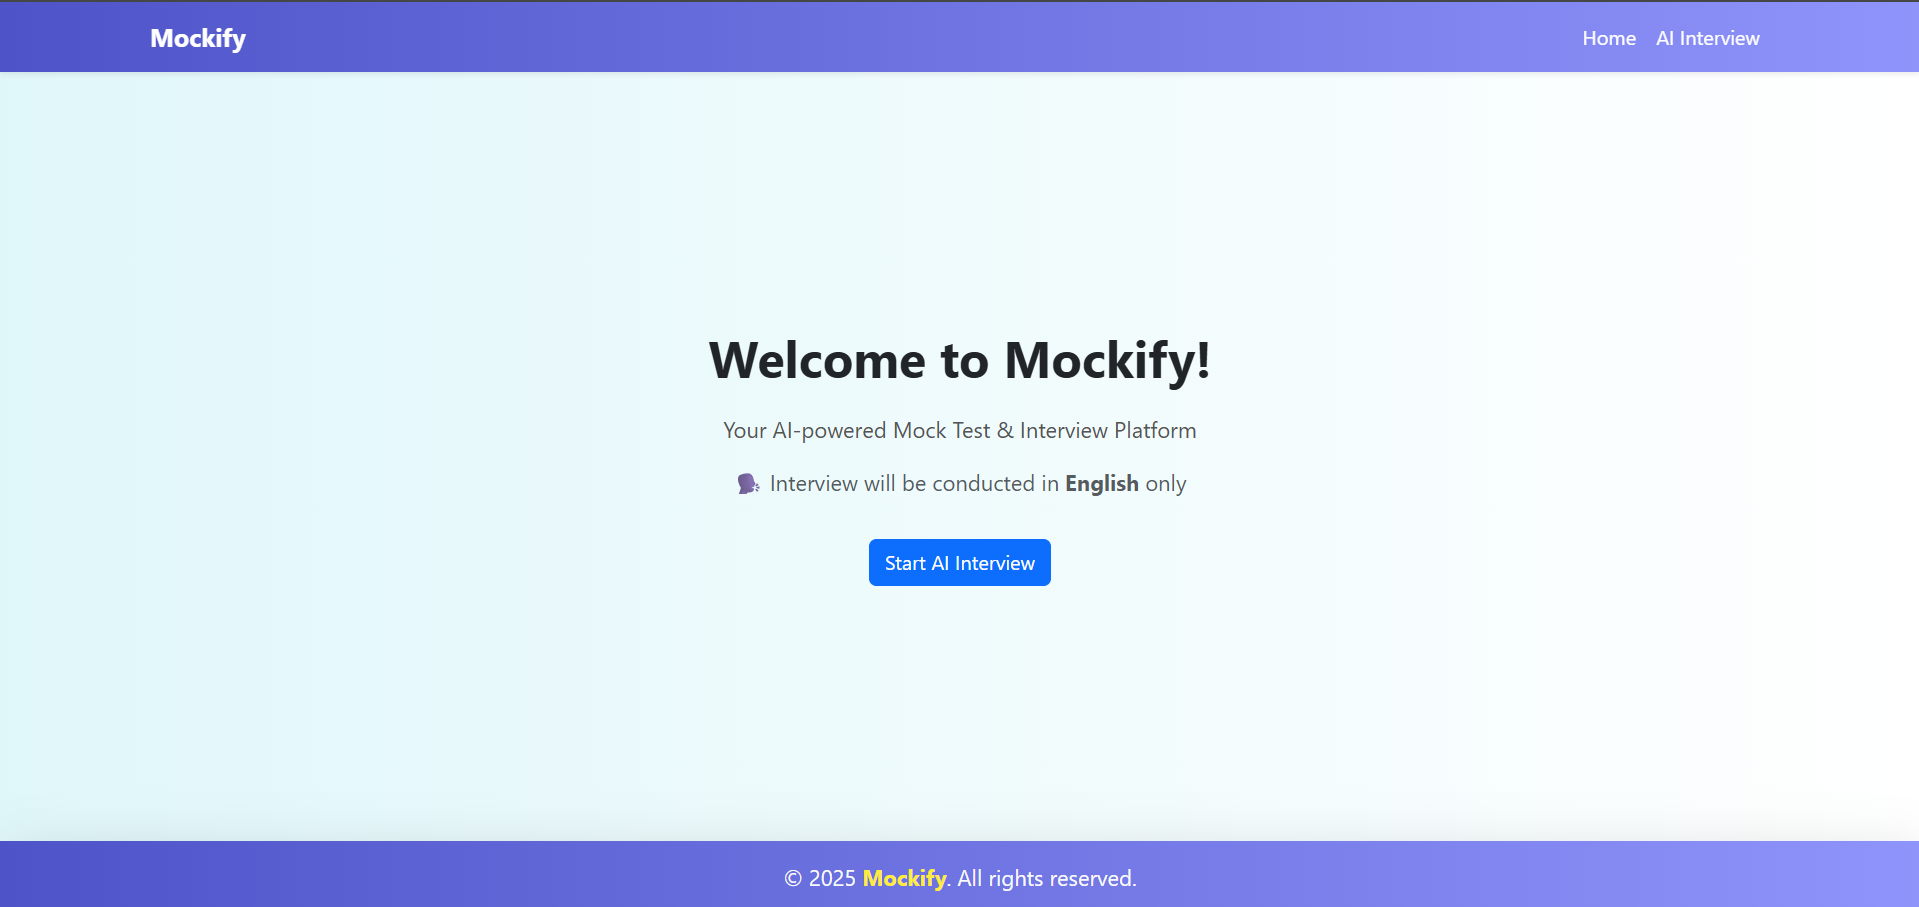 Mockify
Home
AI Interview
Welcome to Mockify!
Your AI-powered Mock Test & Interview Platform
🗣 Interview will be conducted in English only
Start AI Interview
© 2025 Mockify. All rights reserved.